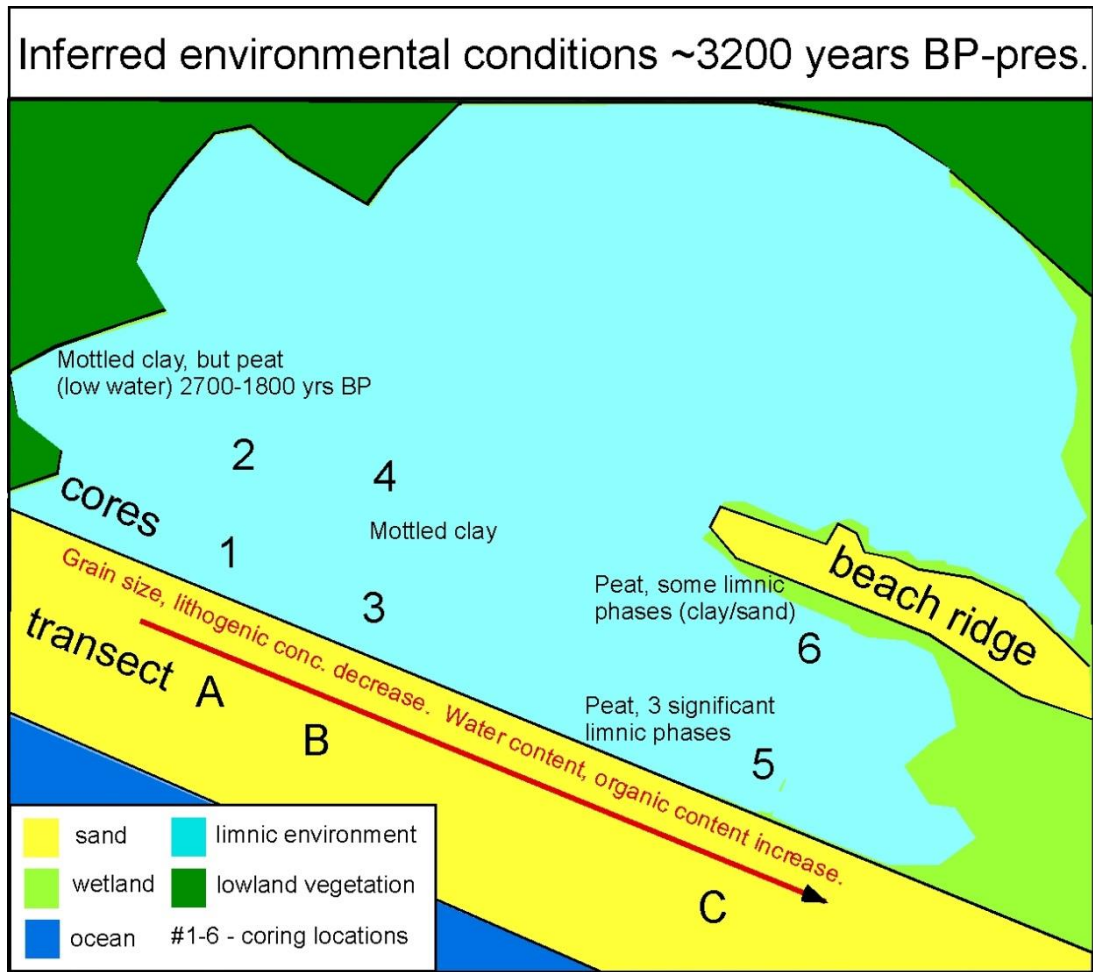 Inferred environmental conditions ~3200 years BP-pres.
Mottled clay, but peat
(low water) 2700-1800 yrs BP
2
4
cores
Mottled clay
1
3
beach ridge
Peat, some limnic
phases (clay/sand)
6
Grain size, lithogenic conc. decrease. Water content, organic content increase.
transect
A
B
Peat, 3 significant
limnic phases
5
C
sand
limnic environment
wetland
lowland vegetation
ocean
#1-6 - coring locations